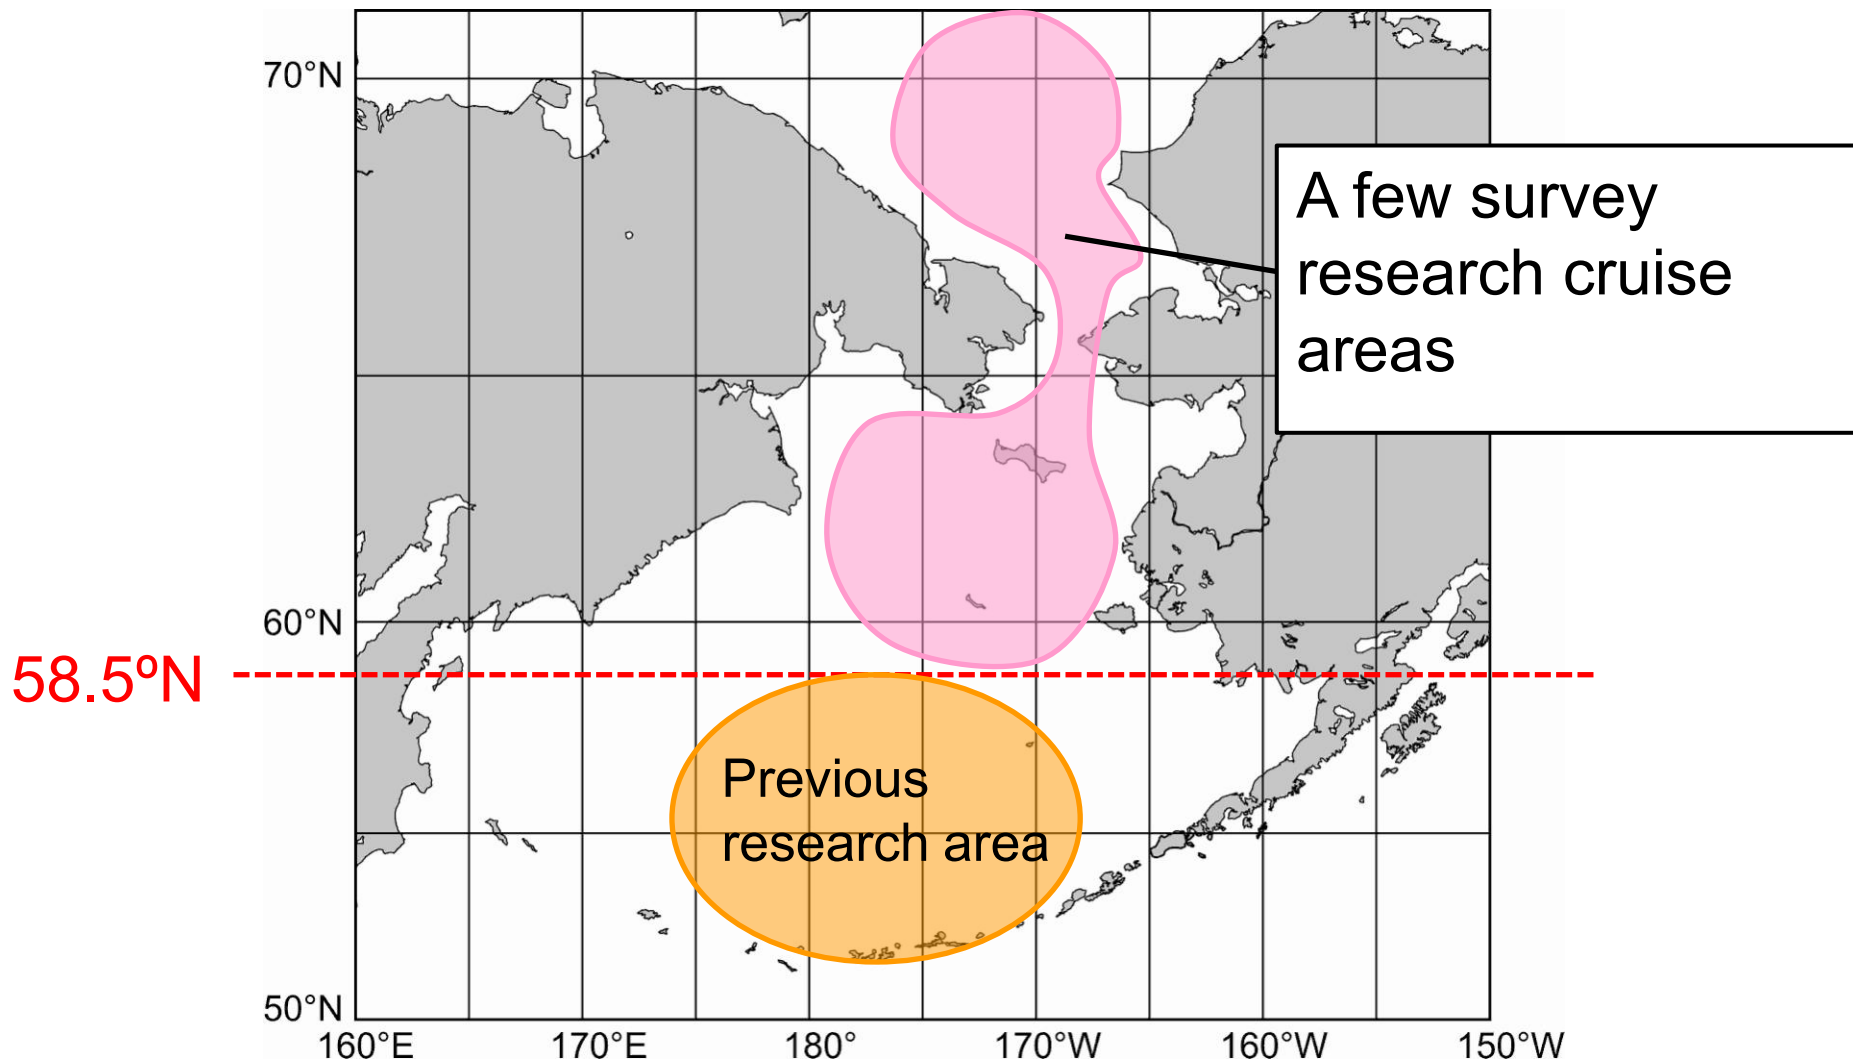 70°N
A few survey
research cruise
areas
60°N
58.5ºN
Previous
research area
50°N
160°E 170°E 180° 170°W 160°W 150°W